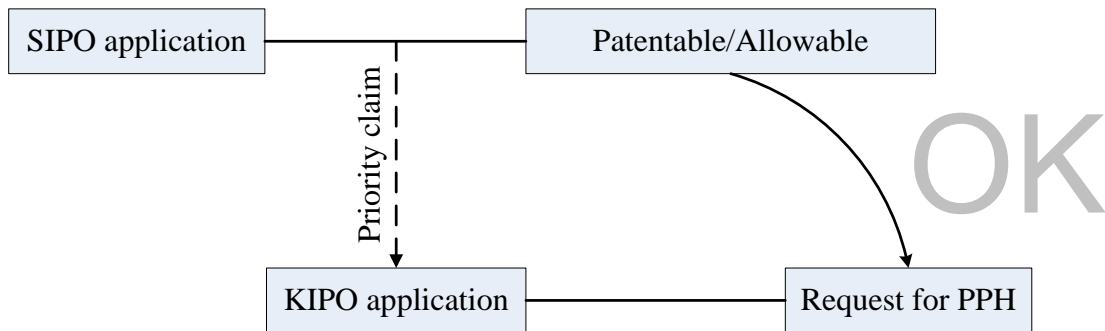 SIPO application
Patentable/Allowable
Priority claim
OK
KIPO application
Request for PPH